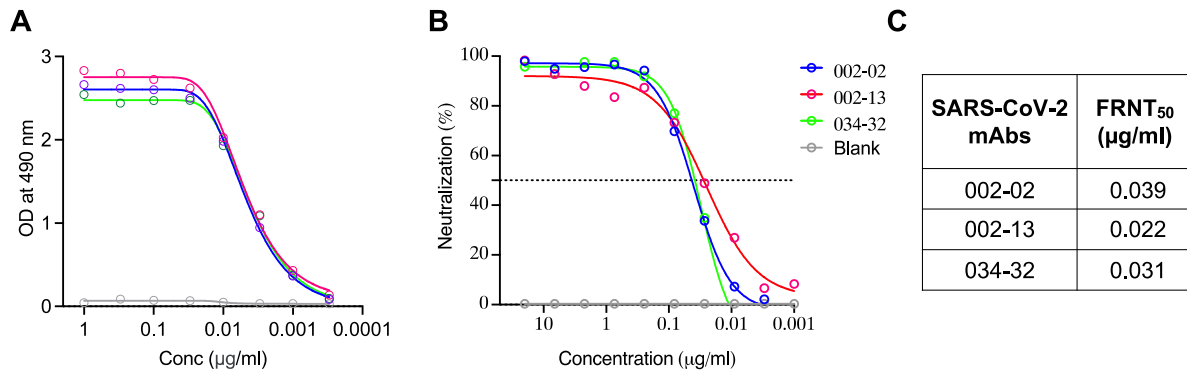 A
3
2
1
0
OD at 490 nm
1
0.1
0.01
0.001
0.0001
Conc (µg/ml)
B
100
80
60
40
20
0
Neutralization (%)
10
1
0.1
0.01
0.001
Concentration (µg/ml)
002-02
002-13
034-32
Blank
C
SARS-CoV-2 mAbs
FRNT50 (µg/ml)
002-02 0.039
002-13 0.022
034-32 0.031